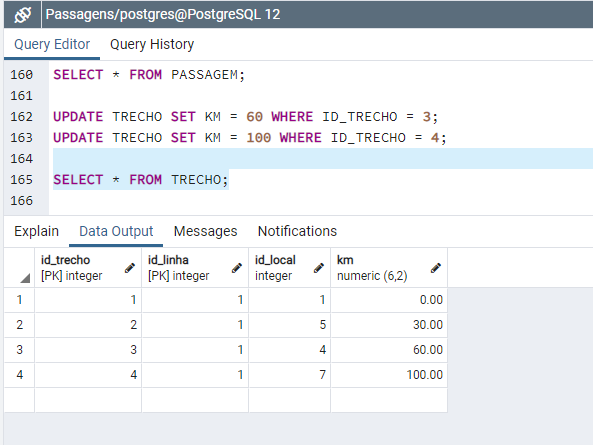 Passagens/postgres@PostgreSQL 12
Query Editor Query History
160 SELECT * FROM PASSAGEM;
161
162 UPDATE TRECHO SET KM = 60 WHERE ID_TRECHO = 3;
163 UPDATE TRECHO SET KM = 100 WHERE ID_TRECHO = 4;
164
165 SELECT * FROM TRECHO;
166
Explain Data Output Messages Notifications
id_trecho id_linha id_local km
[PK] integer [PK] integer integer numeric (6,2)
1 1 1 1 0.00
2 2 1 5 30.00
3 3 1 4 60.00
4 4 1 7 100.00